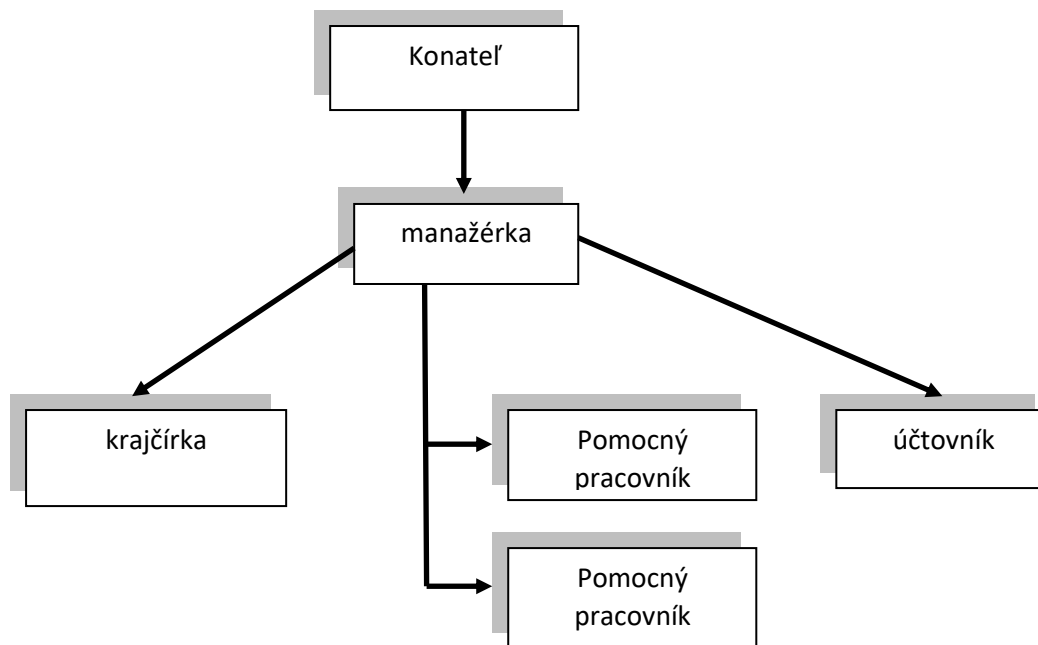 Konateľ
manažérka
krajčírka
Pomocný
pracovník
účtovník
Pomocný
pracovník